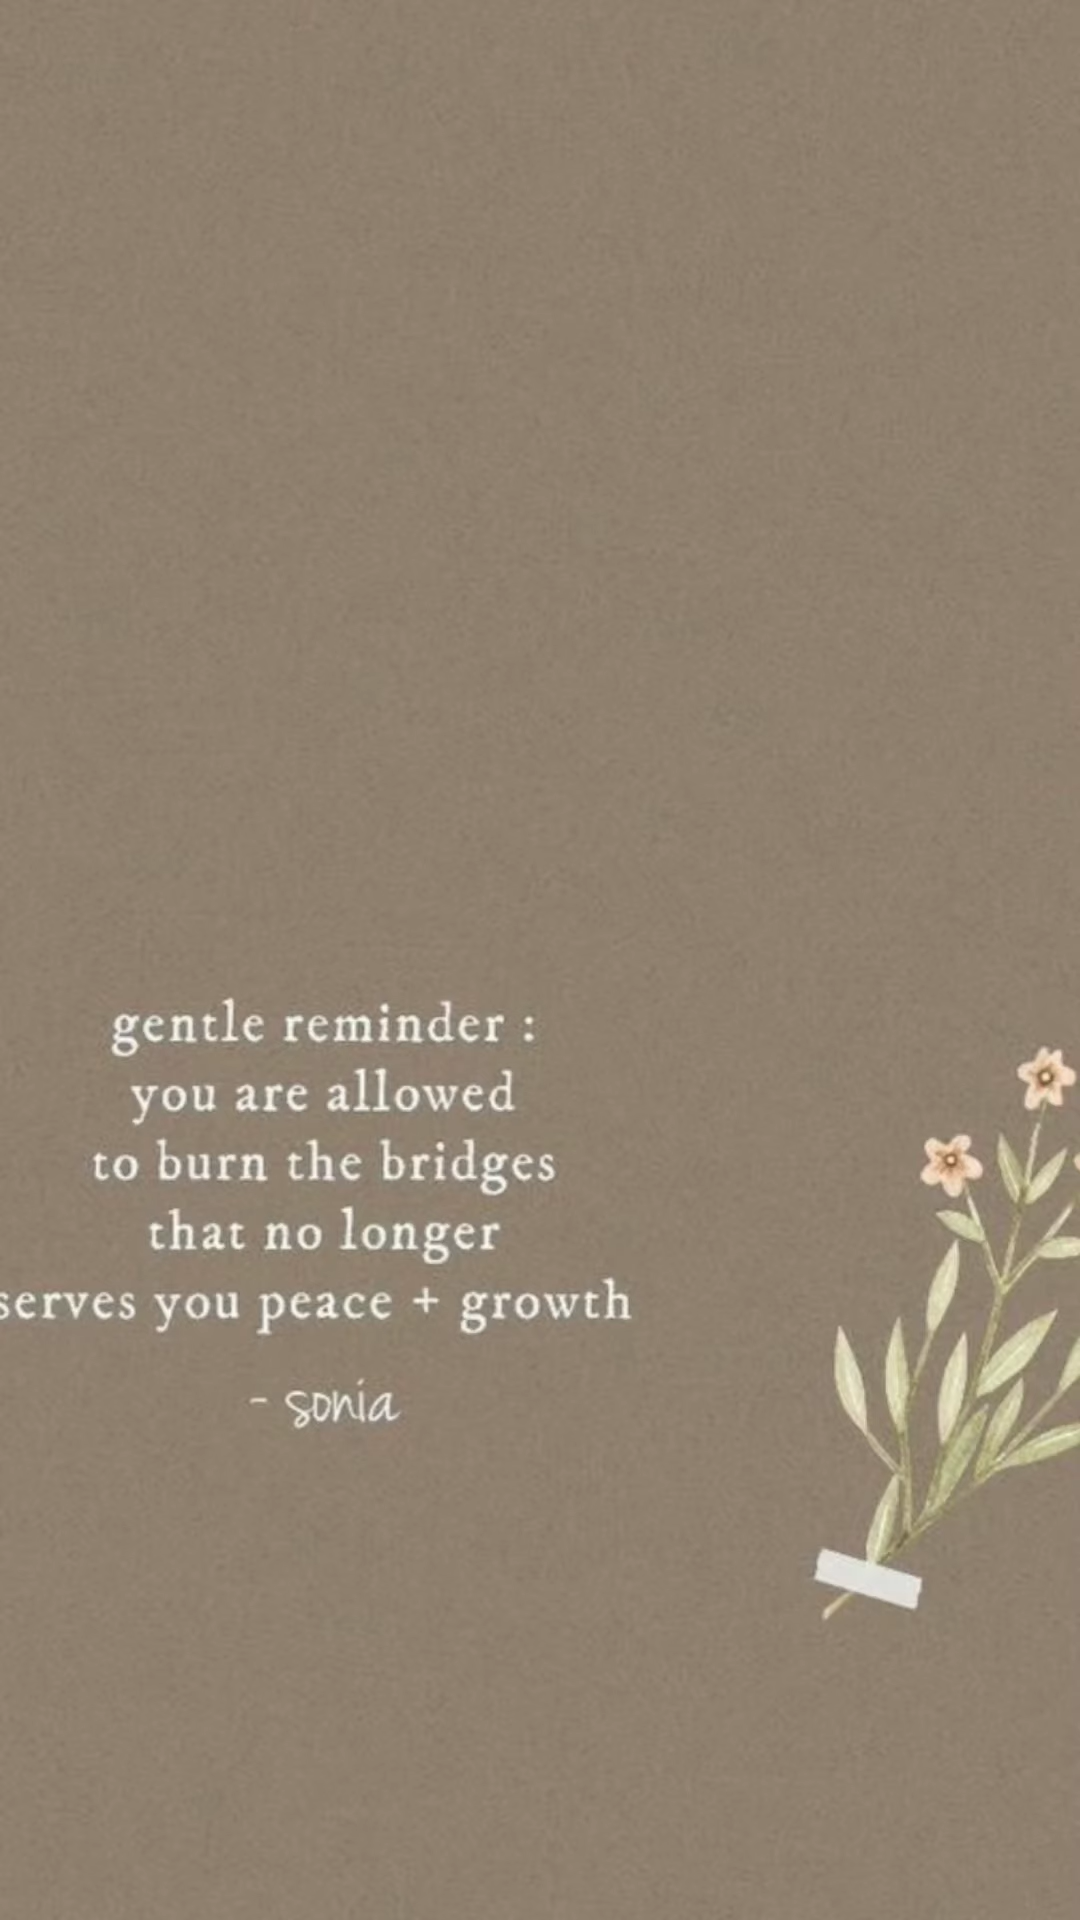 gentle reminder :
you are allowed
to burn the bridges
that no longer
serves you peace + growth
- sonia